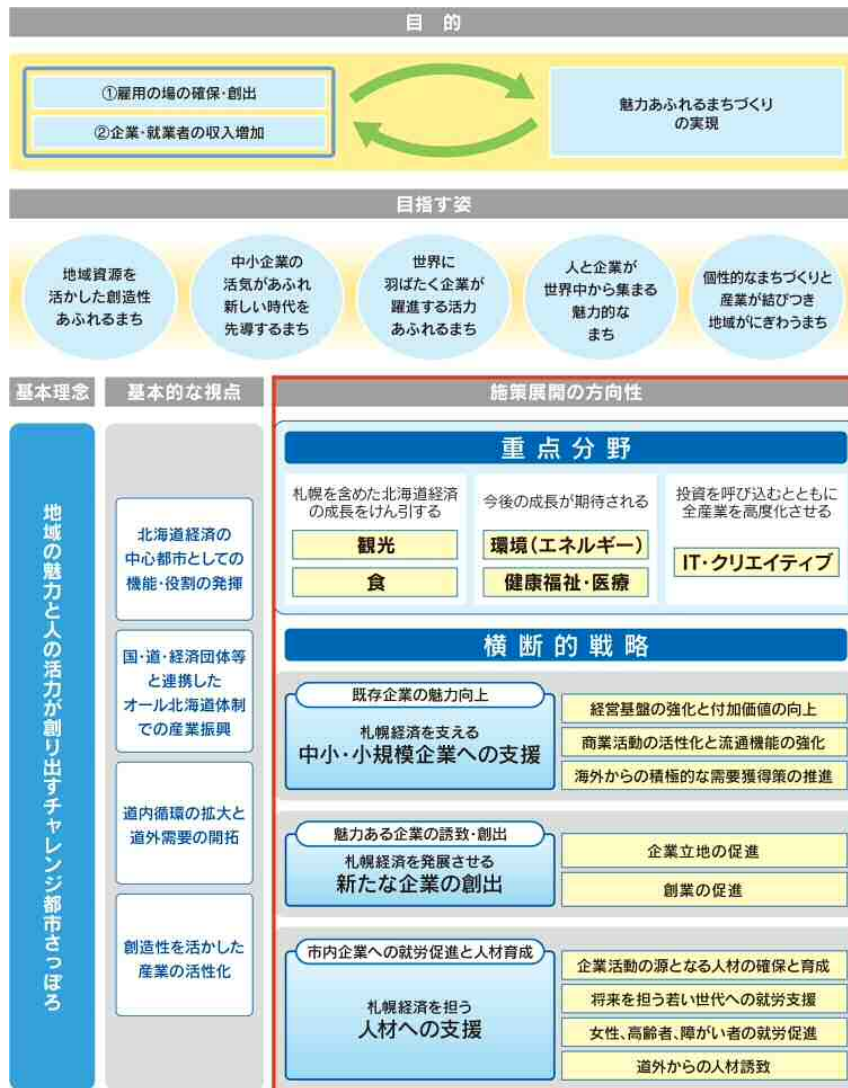 目 的
①雇用の場の確保・創出
②企業・就業者の収入増加
魅力あふれるまちづくり
の実現
目指す姿
地域資源を
活かした創造性
あふれるまち
中小企業の
活気があふれ
新しい時代を
先導するまち
世界に
羽ばたく企業が
躍進する活力
あふれるまち
人と企業が
世界中から集まる
魅力的な
まち
個性的なまちづくりと
産業が結びつき
地域がにぎわうまち
基本理念
地域の魅力と人の活力が創り出すチャレンジ都市さっぽろ
基本的な視点
北海道経済の
中心都市としての
機能・役割の発揮
国・道・経済団体等
と連携した
オール北海道体制
での産業振興
道内循環の拡大と
道外需要の開拓
創造性を活かした
産業の活性化
施策展開の方向性
重点分野
札幌を含めた北海道経済
の成長をけん引する
観光
食
今後の成長が期待される
環境(エネルギー)
健康福祉・医療
投資を呼び込むとともに
全産業を高度化させる
IT・クリエイティブ
横断的戦略
既存企業の魅力向上
札幌経済を支える
中小・小規模企業への支援
経営基盤の強化と付加価値の向上
商業活動の活性化と流通機能の強化
海外からの積極的な需要獲得策の推進
魅力ある企業の誘致・創出
札幌経済を発展させる
新たな企業の創出
企業立地の促進
創業の促進
市内企業への就労促進と人材育成
札幌経済を担う
人材への支援
企業活動の源となる人材の確保と育成
将来を担う若い世代への就労支援
女性、高齢者、障がい者の就労促進
道外からの人材誘致